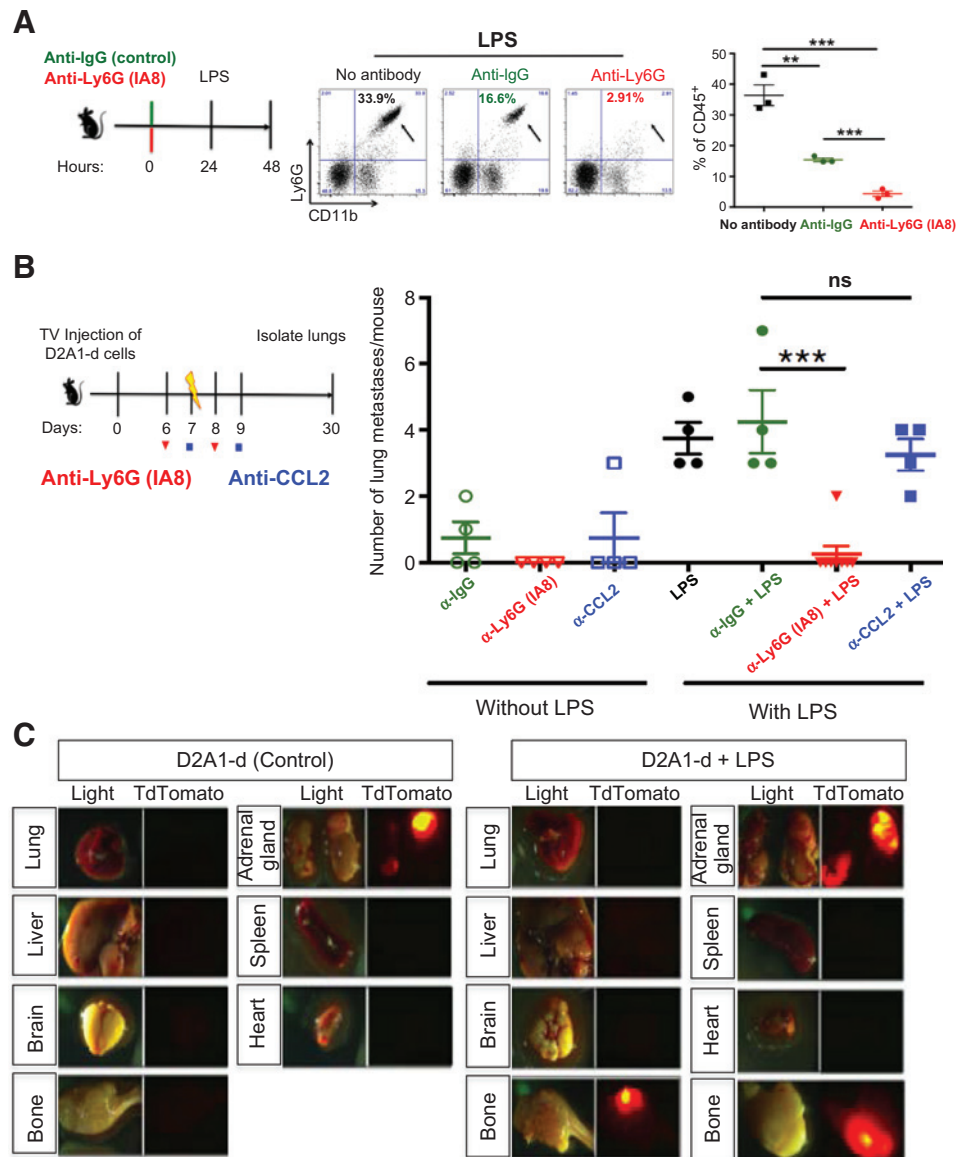 A
Anti-IgG (control)
Anti-Ly6G (IA8)
LPS
Hours:
0
24
48
LPS
No antibody
Anti-IgG
Anti-Ly6G
33.9%
16.6%
2.91%
Ly6G
CD11b
% of CD45+
50
40
30
20
10
0
***
**
***
No antibody
Anti-IgG
Anti-Ly6G (IA8)
B
TV Injection of
D2A1-d cells
Isolate lungs
Days:
0
6
7
8
9
30
Anti-Ly6G (IA8)
Anti-CCL2
Number of lung metastases/mouse
8
6
4
2
0
ns
***
α-IgG
α-Ly6G (IA8)
α-CCL2
LPS
α-IgG + LPS
α-Ly6G (IA8) + LPS
α-CCL2 + LPS
Without LPS
With LPS
C
D2A1-d (Control)
Light TdTomato
Light TdTomato
Lung
Adrenal
gland
Liver
Spleen
Brain
Heart
Bone
D2A1-d + LPS
Light TdTomato
Light TdTomato
Lung
Adrenal
gland
Liver
Spleen
Brain
Heart
Bone
Bone